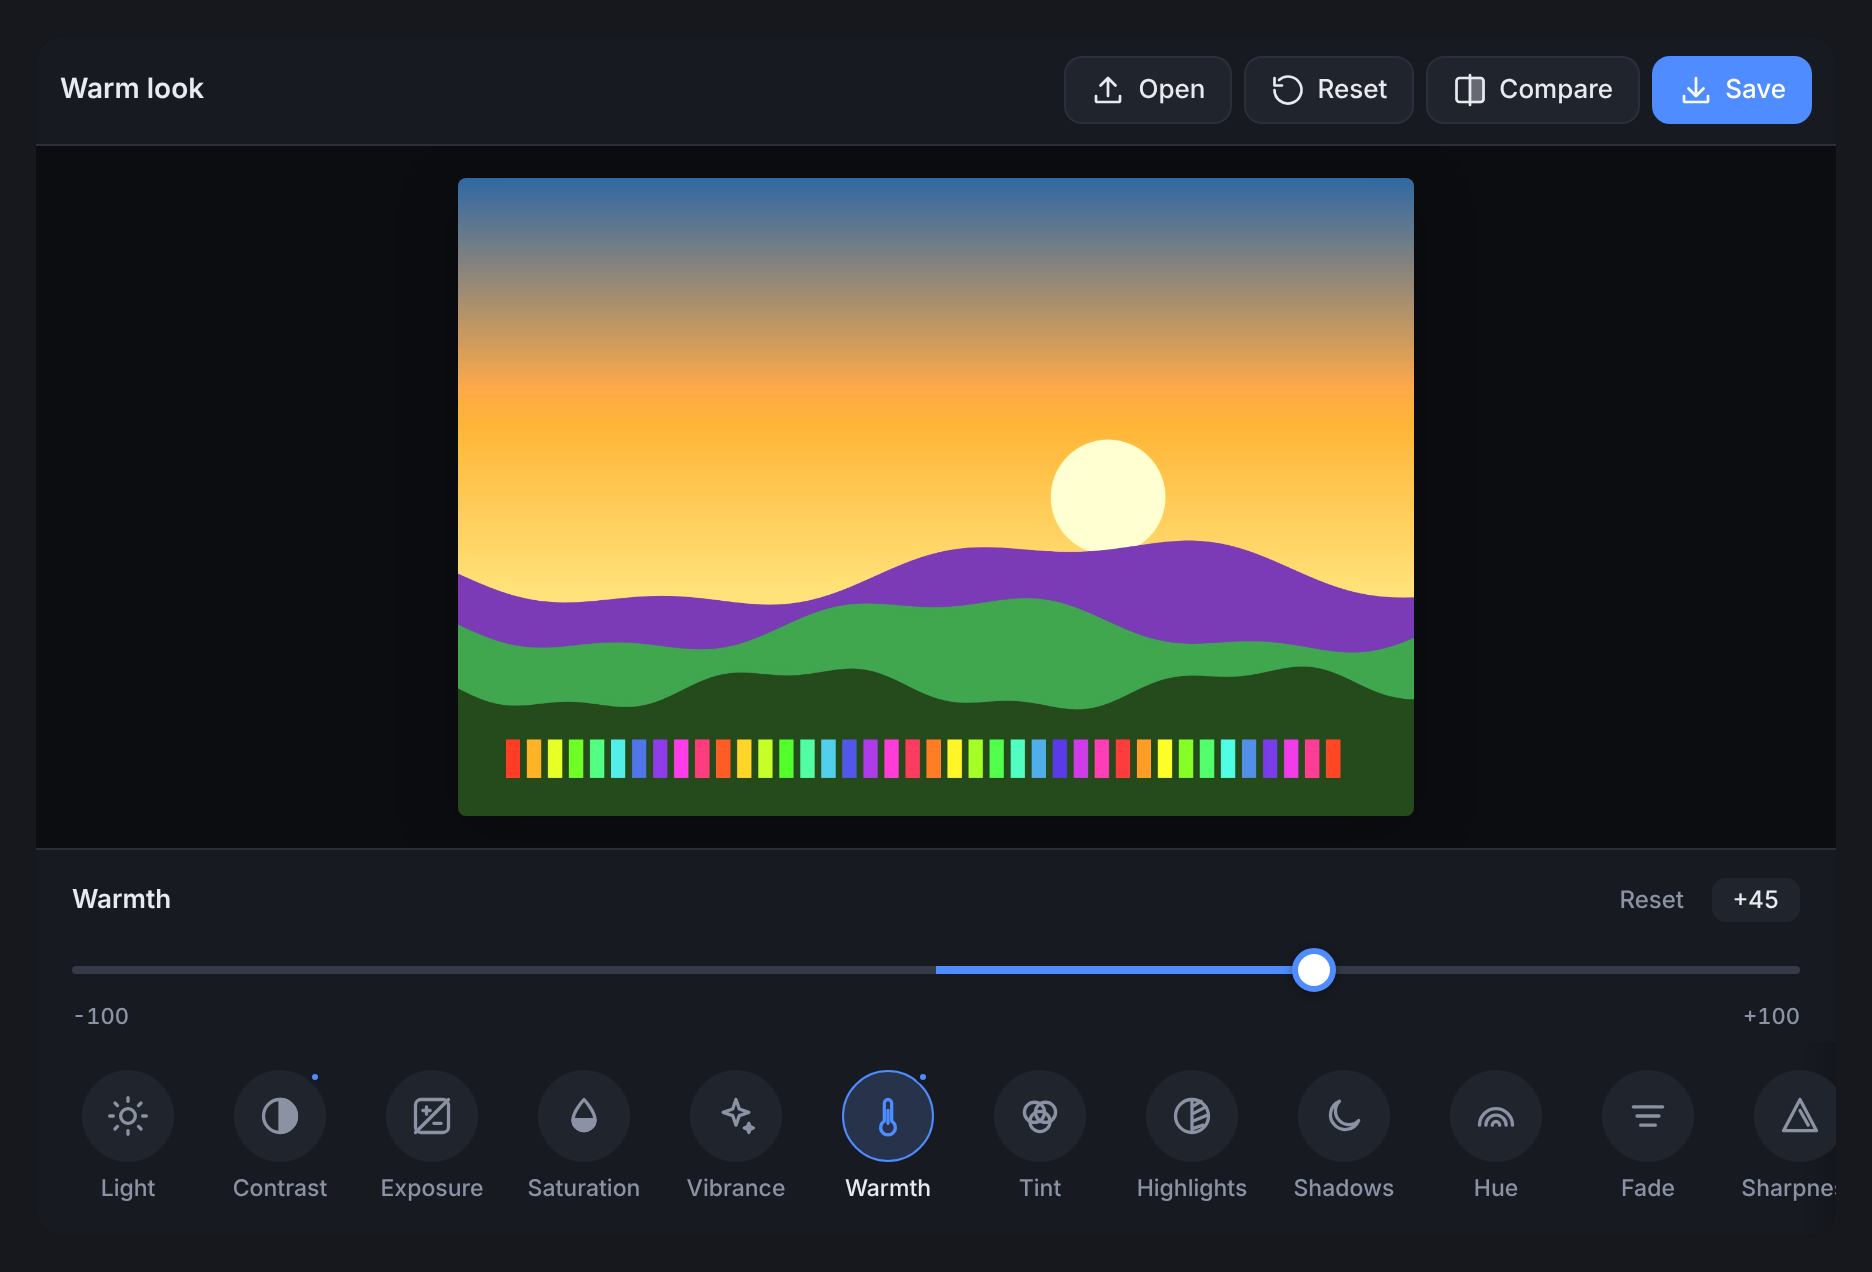 Warm look
Open
Reset
Compare
Save
Warmth
Reset
+45
-100
+100
Light
Contrast
Exposure
Saturation
Vibrance
Warmth
Tint
Highlights
Shadows
Hue
Fade